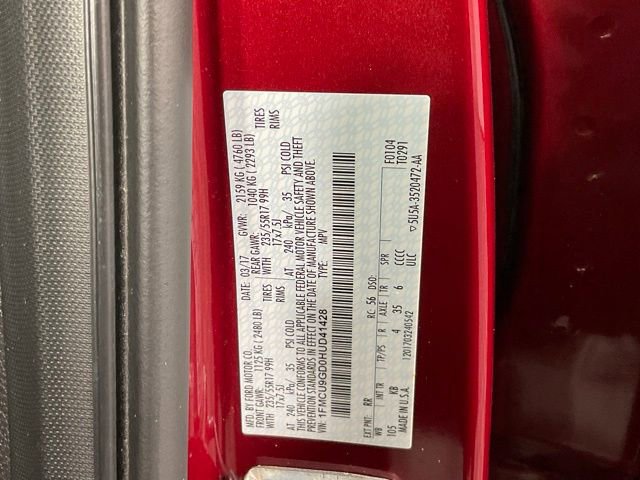 MFD. BY FORD MOTOR CO.
DATE: 03/17 GVWR: 2159 KG ( 4760 LB)
FRONT GAWR: 1125 KG ( 2480 LB) REAR GAWR: 1040 KG ( 2293 LB)
235/55R17 99H TIRES WITH 235/55R17 99H TIRES
17x7.5J RIMS 17x7.5J RIMS
AT 240 kPa/ 35 PSI COLD AT 240 kPa/ 35 PSI COLD
THIS VEHICLE CONFORMS TO ALL APPLICABLE FEDERAL MOTOR VEHICLE SAFETY AND THEFT
PREVENTION STANDARDS IN EFFECT ON THE DATE OF MANUFACTURE SHOWN ABOVE.
VIN: 1FMCU9GD0HUD41428 TYPE: MPV
F0104
T0291
EXT PNT: RR RC: 56 DSO:
WB INT TR TP/PS R AXLE TR SPR
105 KB 4 35 6 CCCC
ULC
▽5U5A-3520472-AA
MADE IN U.S.A. 1201703240542